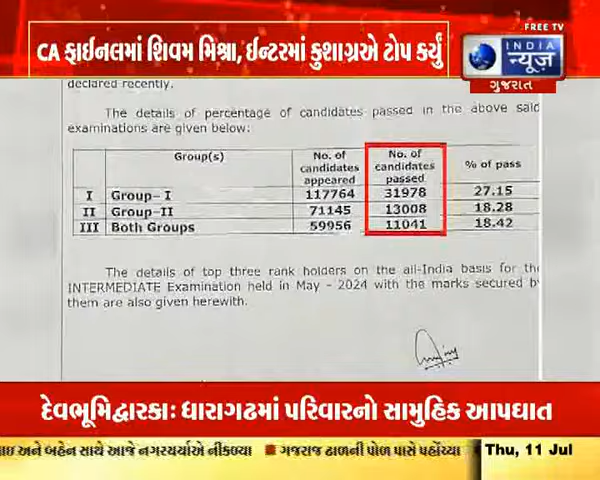 FREE TV
CA ફાઈનલમાં શિવમ મિશ્રા, ઈન્ટરમાં કુશાગ્રએ ટોપ કર્યું
INDIA
न्यूज़
ગુજરાત
declared recently.
The details of percentage of candidates passed in the above said
examinations are given below:
Group(s) No. of candidates appeared No. of candidates passed % of pass
I Group– I 117764 31978 27.15
II Group-II 71145 13008 18.28
III Both Groups 59956 11041 18.42
The details of top three rank holders on the all-India basis for the
INTERMEDIATE Examination held in May - 2024 with the marks secured by
them are also given herewith.
દેવભૂમિદ્વારકાઃ ધારાગઢમાં પરિવારનો સામુહિક આપઘાત
અને બહેન સાથે આજે નગરચર્યાએ નીકળ્યા ગજરાજ ઢાળની પોળ પાસે પહોંચ્યા Thu, 11 Jul